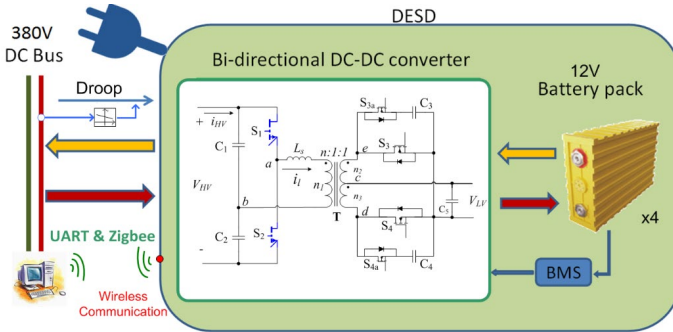 DESD
380V
DC Bus
Droop
Bi-directional DC-DC converter
12V
Battery pack
+ i_HV
C1
S1
a
Ls
n:1:1
i_l
n1
V_HV
b
T
C2
S2
-
S3a
C3
S3
e
n2
c
n3
d
S4
C5
V_LV
S4a
C4
x4
BMS
UART & Zigbee
Wireless
Communication